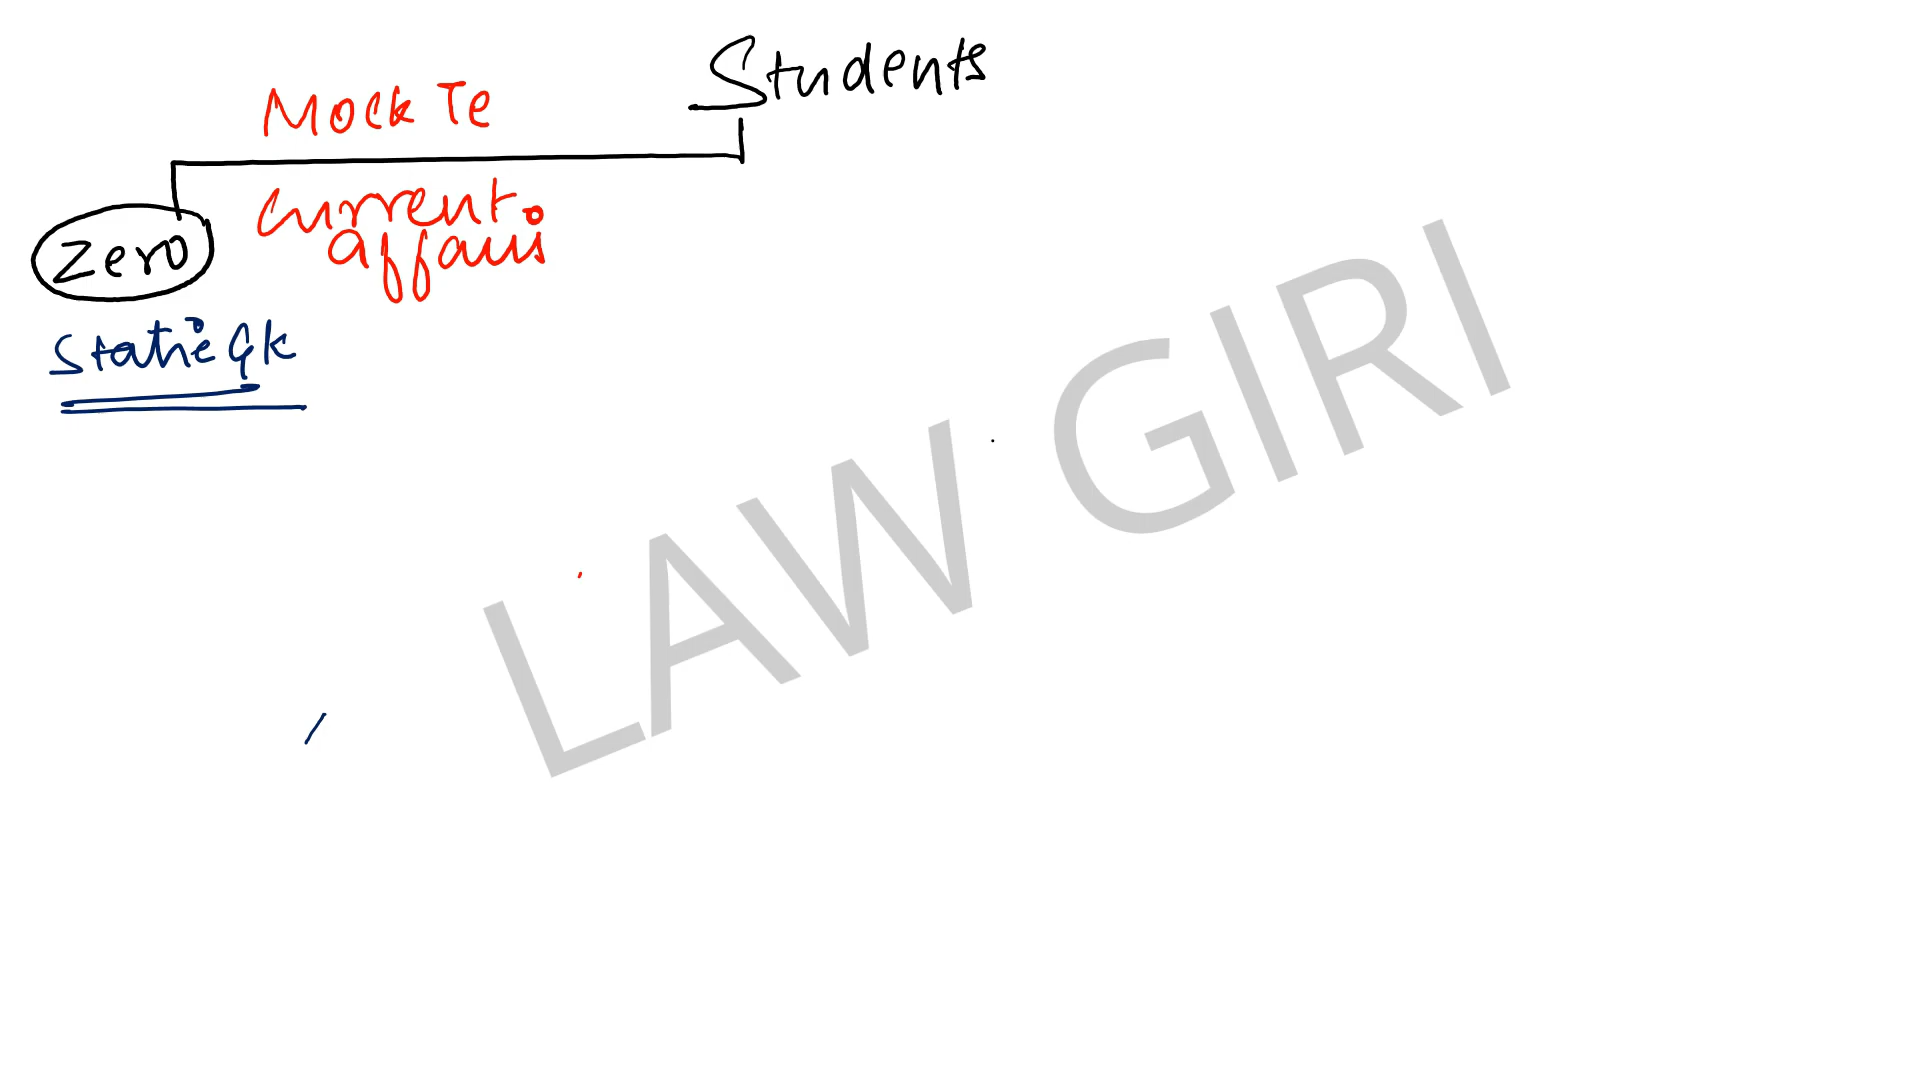 Students
Mock Te
Current
affairs
Zero
Static Gk
LAW GIRI